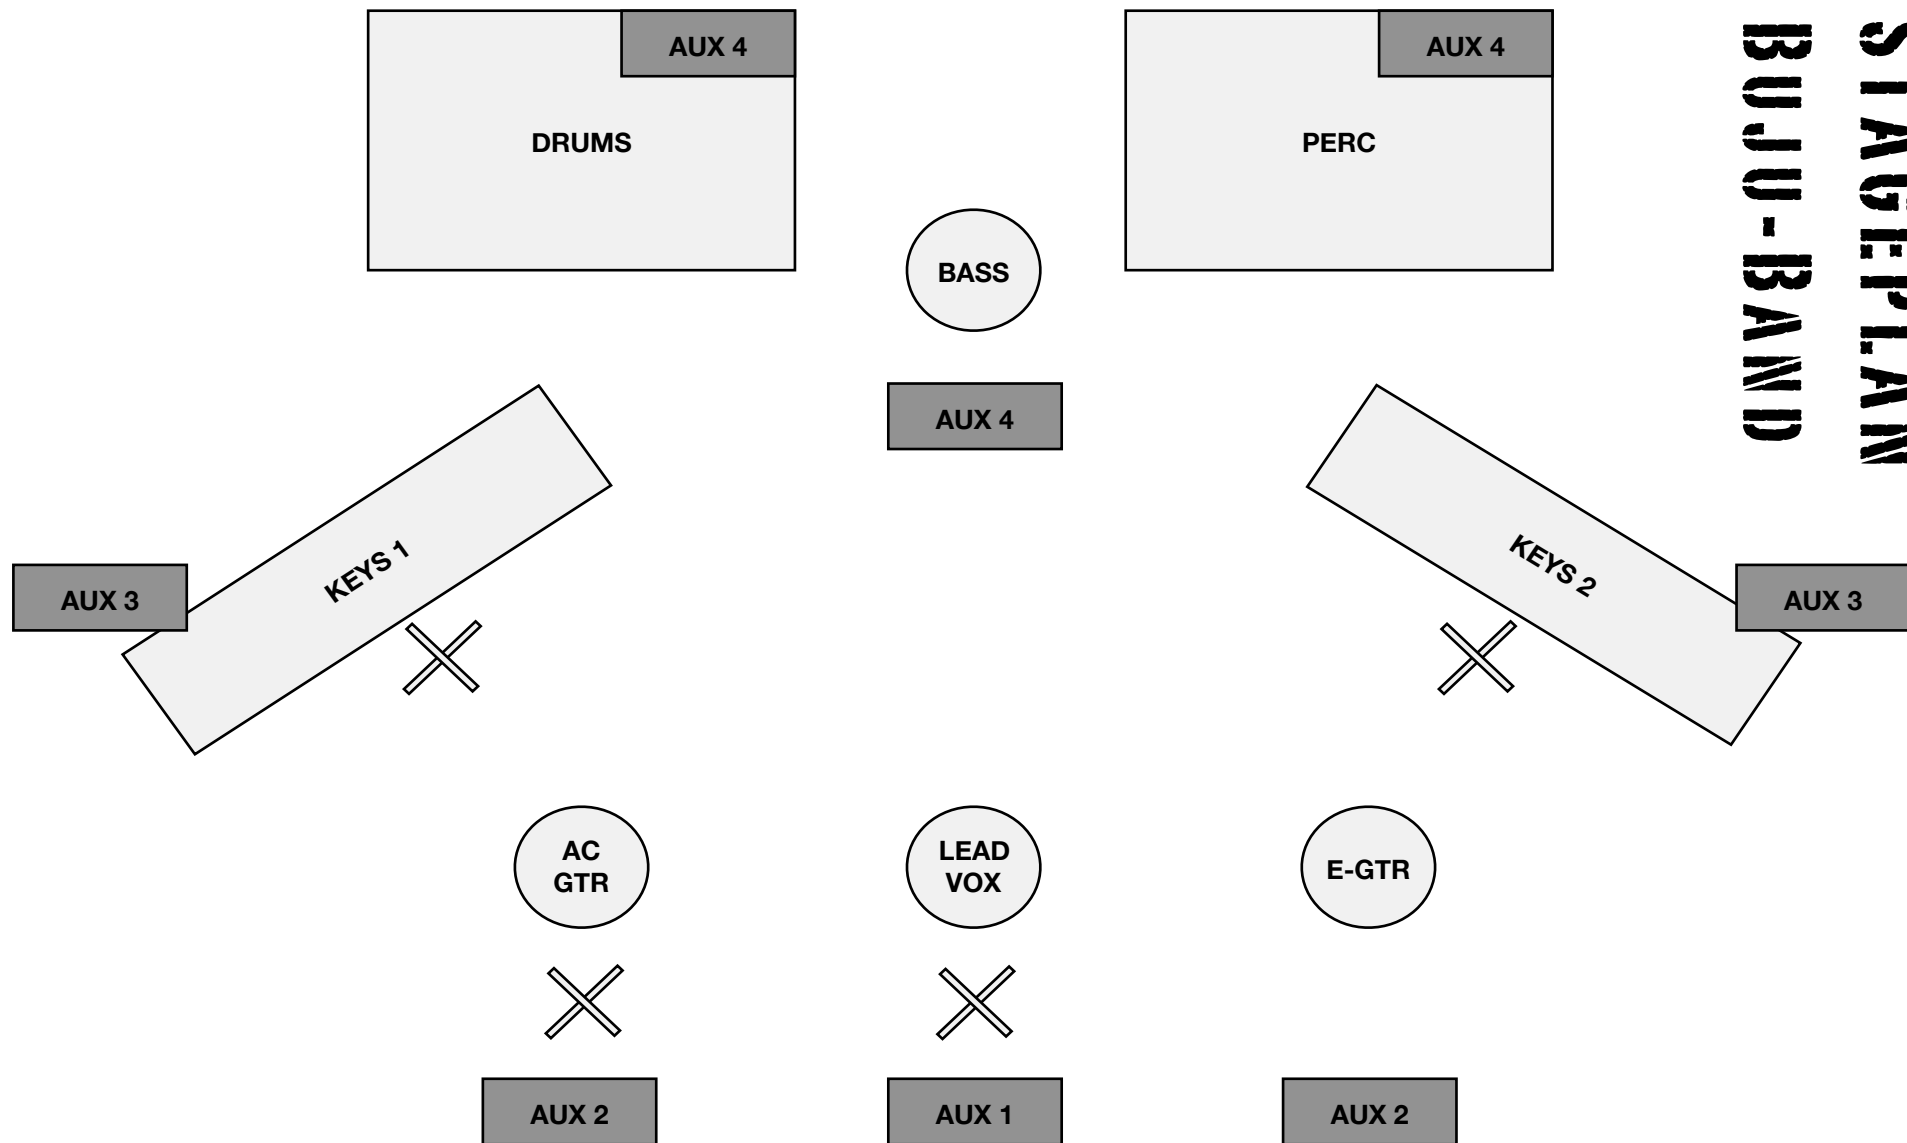 STAGEPLAN
BUJU-BAND
AUX 4
AUX 4
DRUMS
PERC
BASS
AUX 4
KEYS 1
KEYS 2
AUX 3
AUX 3
AC
GTR
LEAD
VOX
E-GTR
AUX 2
AUX 1
AUX 2